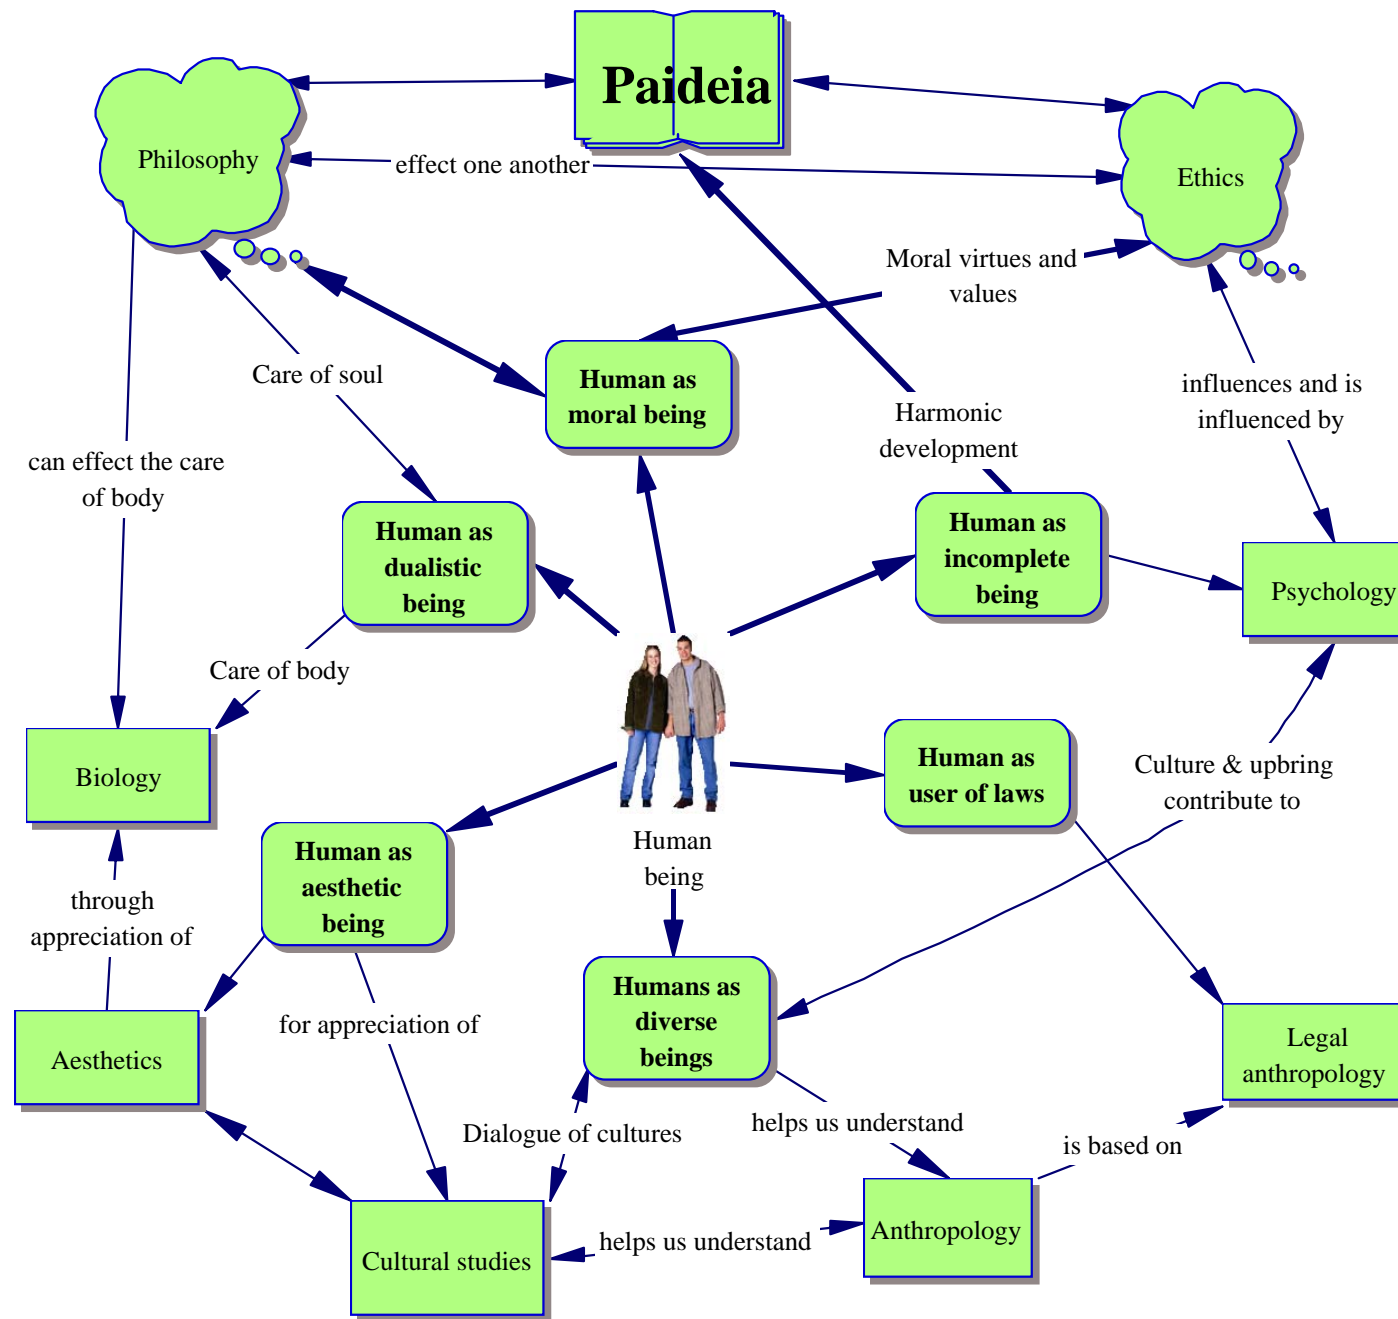 Paideia
Philosophy
effect one another
Ethics
Moral virtues and
values
Care of soul
Human as
moral being
Harmonic
development
influences and is
influenced by
can effect the care
of body
Human as
dualistic
being
Human as
incomplete
being
Psychology
Care of body
Biology
Human as
user of laws
Culture & upbring
contribute to
Human
being
Human as
aesthetic
being
through
appreciation of
Humans as
diverse
beings
for appreciation of
Aesthetics
Legal
anthropology
Dialogue of cultures
helps us understand
is based on
Cultural studies
helps us understand
Anthropology